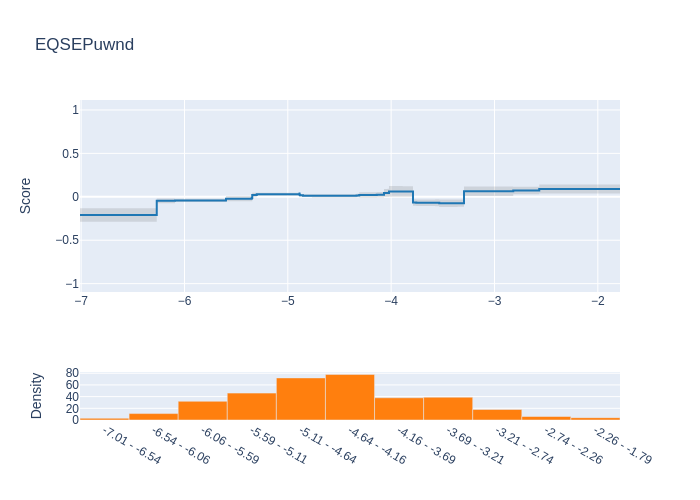 EQSEPuwnd
1
0.5
0
−0.5
−1
Score
−7
−6
−5
−4
−3
−2
80
60
40
20
0
Density
-7.01 - -6.54
-6.54 - -6.06
-6.06 - -5.59
-5.59 - -5.11
-5.11 - -4.64
-4.64 - -4.16
-4.16 - -3.69
-3.69 - -3.21
-3.21 - -2.74
-2.74 - -2.26
-2.26 - -1.79